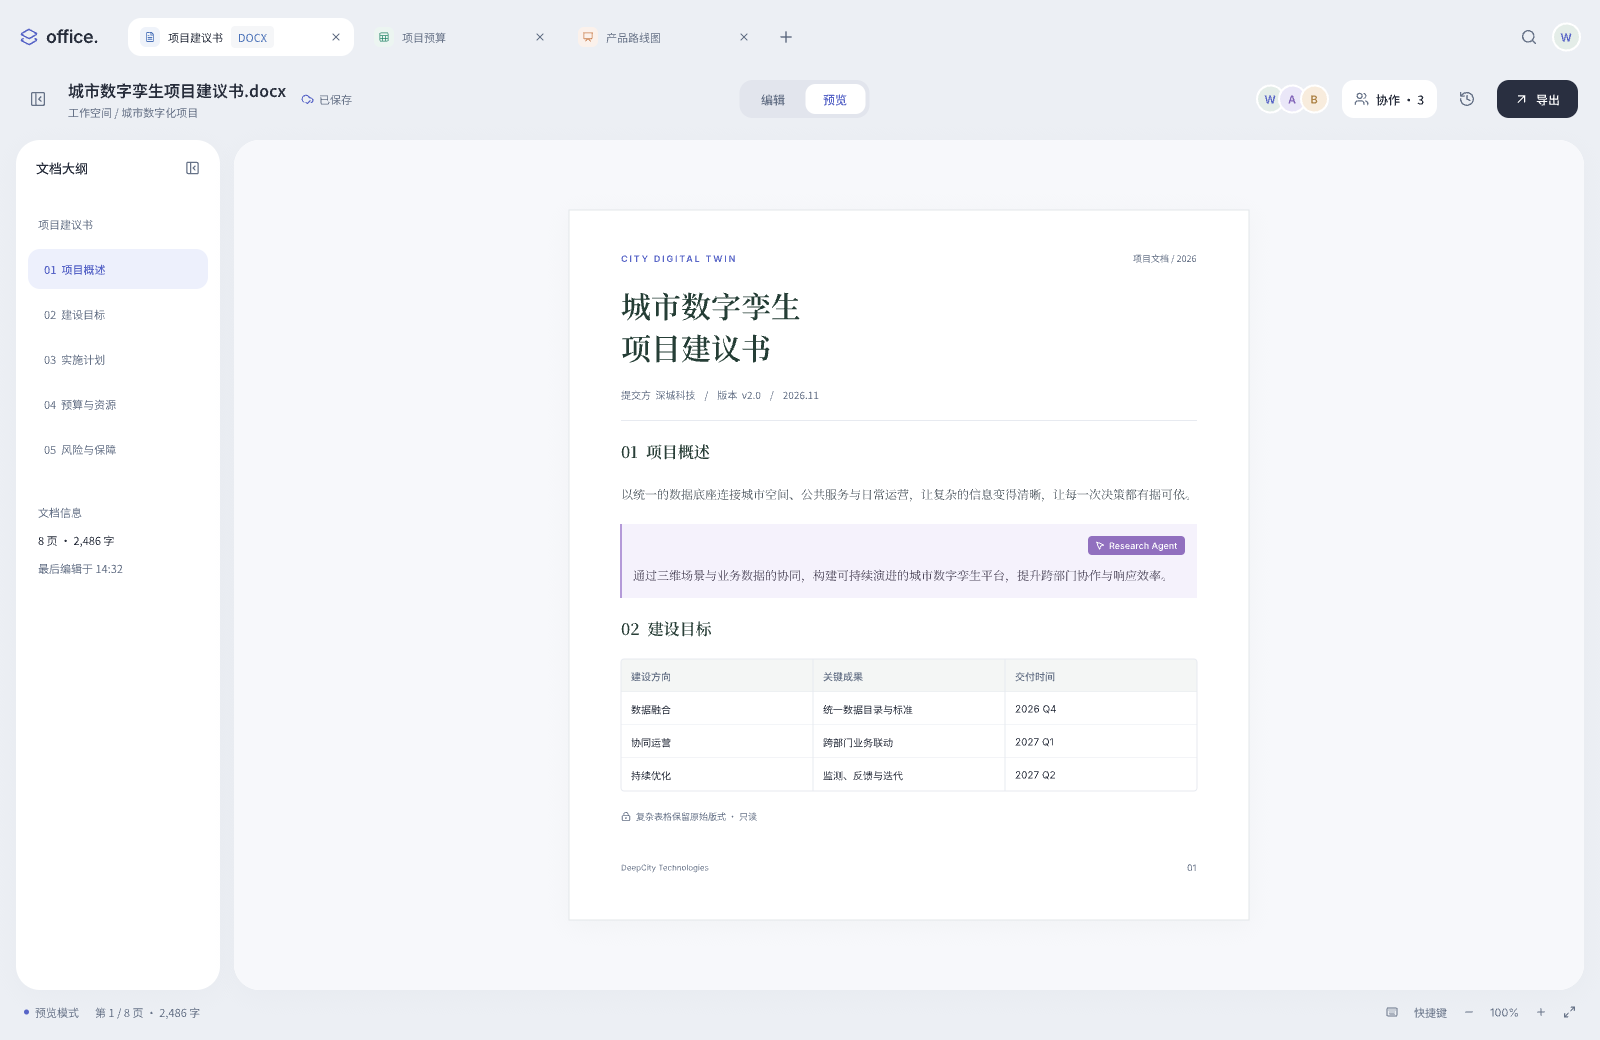 office.
项目建议书 DOCX
项目预算
产品路线图
W
城市数字孪生项目建议书.docx
已保存
工作空间 / 城市数字化项目
编辑 预览
W A B
协作 · 3
导出
文档大纲
项目建议书
01 项目概述
02 建设目标
03 实施计划
04 预算与资源
05 风险与保障
文档信息
8 页 · 2,486 字
最后编辑于 14:32
CITY DIGITAL TWIN
项目文档 / 2026
城市数字孪生
项目建议书
提交方 深城科技 / 版本 v2.0 / 2026.11
01 项目概述
以统一的数据底座连接城市空间、公共服务与日常运营，让复杂的信息变得清晰，让每一次决策都有据可依。
Research Agent
通过三维场景与业务数据的协同，构建可持续演进的城市数字孪生平台，提升跨部门协作与响应效率。
02 建设目标
建设方向 关键成果 交付时间
数据融合 统一数据目录与标准 2026 Q4
协同运营 跨部门业务联动 2027 Q1
持续优化 监测、反馈与迭代 2027 Q2
复杂表格保留原始版式 · 只读
DeepCity Technologies
01
预览模式 第 1 / 8 页 · 2,486 字
快捷键 − 100% +